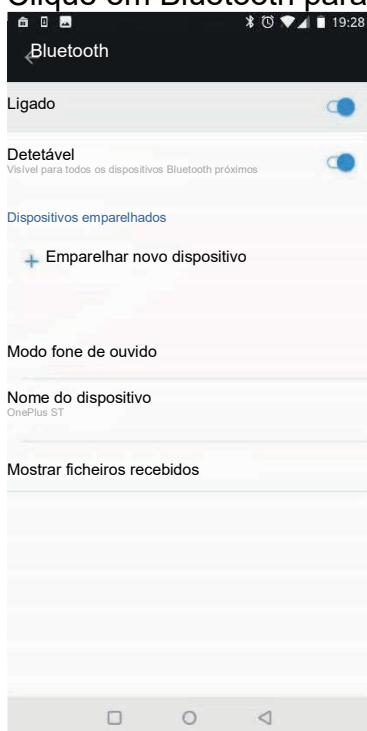 Clique em Bluetooth para
19:28
Bluetooth
Ligado
Detetável
Visível para todos os dispositivos Bluetooth próximos
Dispositivos emparelhados
+ Emparelhar novo dispositivo
Modo fone de ouvido
Nome do dispositivo
OnePlus ST
Mostrar ficheiros recebidos